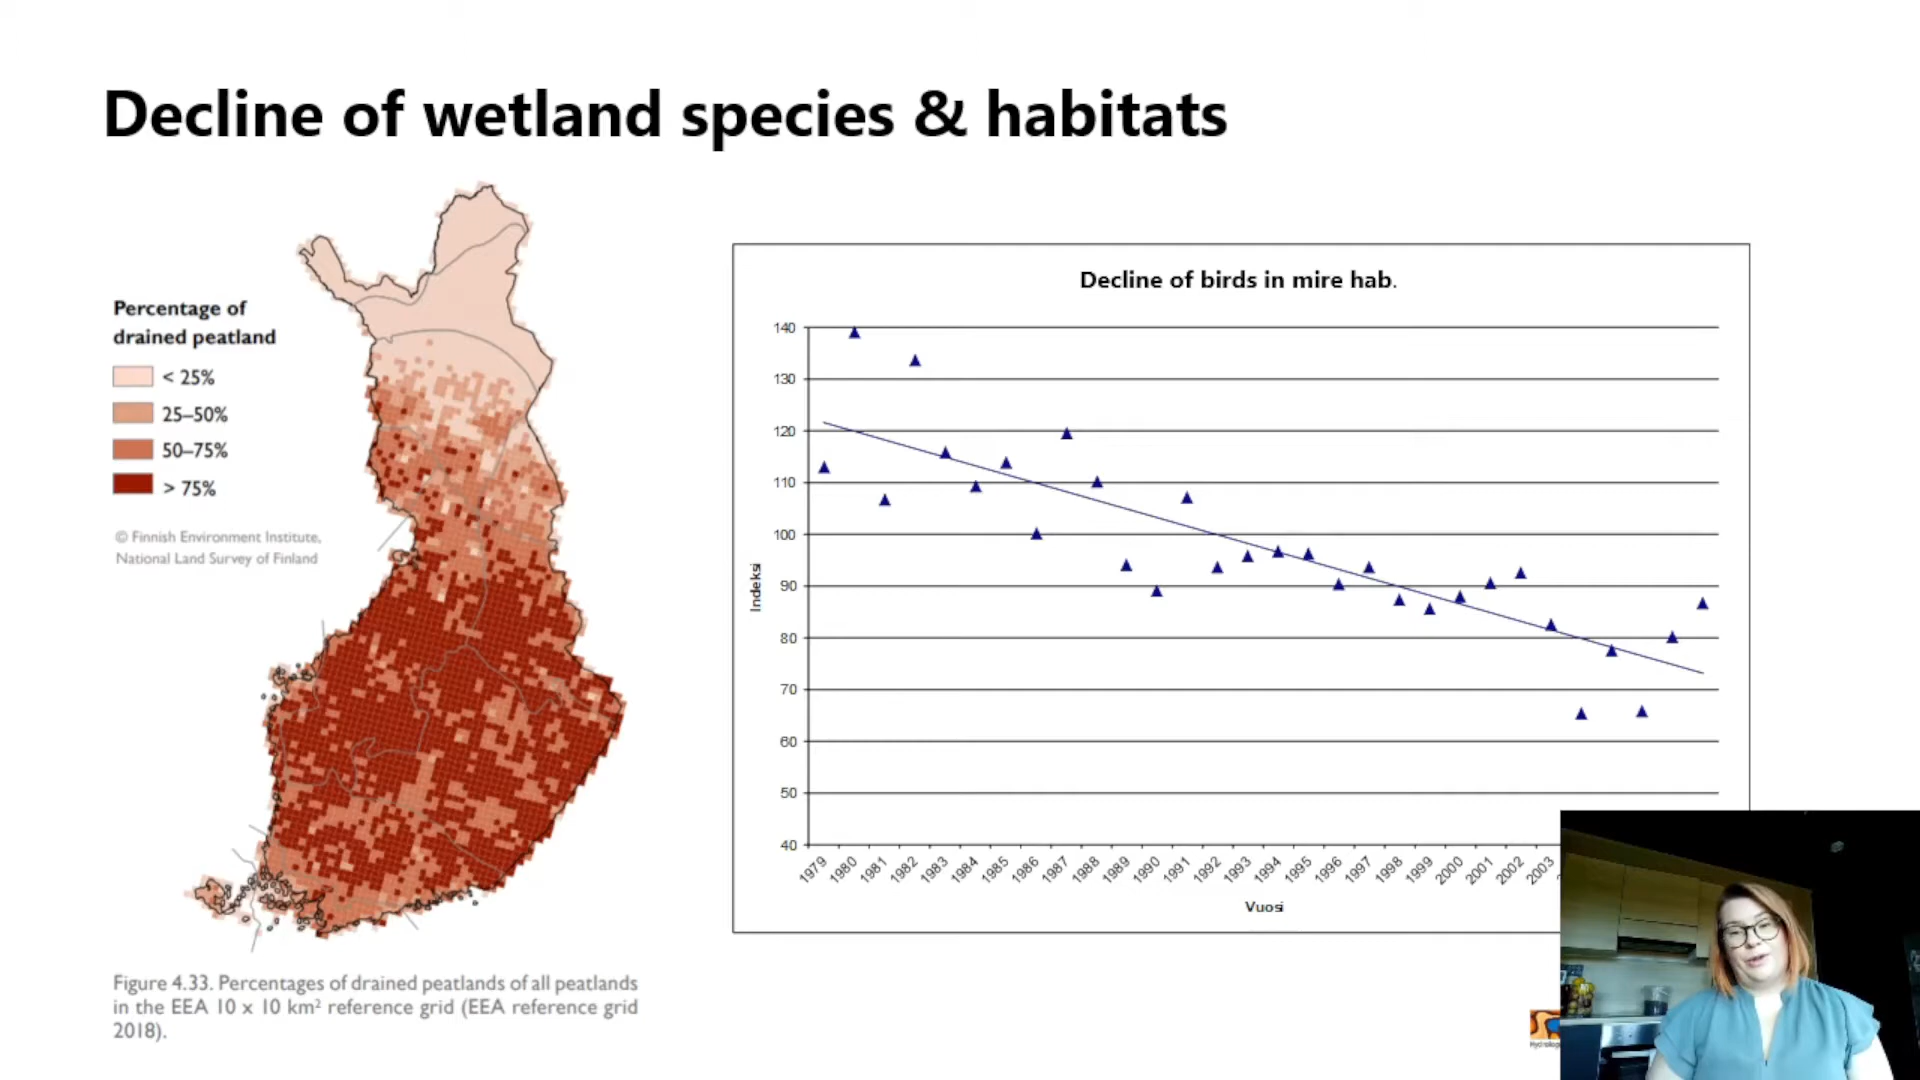 Decline of wetland species & habitats
Percentage of
drained peatland
< 25%
25–50%
50–75%
> 75%
© Finnish Environment Institute,
National Land Survey of Finland
Figure 4.33. Percentages of drained peatlands of all peatlands
in the EEA 10 x 10 km² reference grid (EEA reference grid
2018).
Decline of birds in mire hab.
140
130
120
110
100
90
80
70
60
50
40
Indeksi
1979 1980 1981 1982 1983 1984 1985 1986 1987 1988 1989 1990 1991 1992 1993 1994 1995 1996 1997 1998 1999 2000 2001 2002 2003
Vuosi